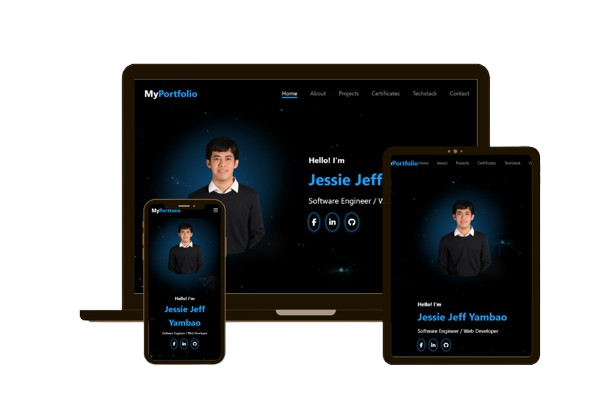 MyPortfolio
Home About Projects Certificates Techstack Contact
Hello! I'm
Jessie Jeff
Software Engineer /
MyPortfolio
Hello! I'm
Jessie Jeff
Yambao
Software Engineer / Web Developer
Portfolio Home About Projects Certificates Techstack
Hello! I'm
Jessie Jeff Yambao
Software Engineer / Web Developer